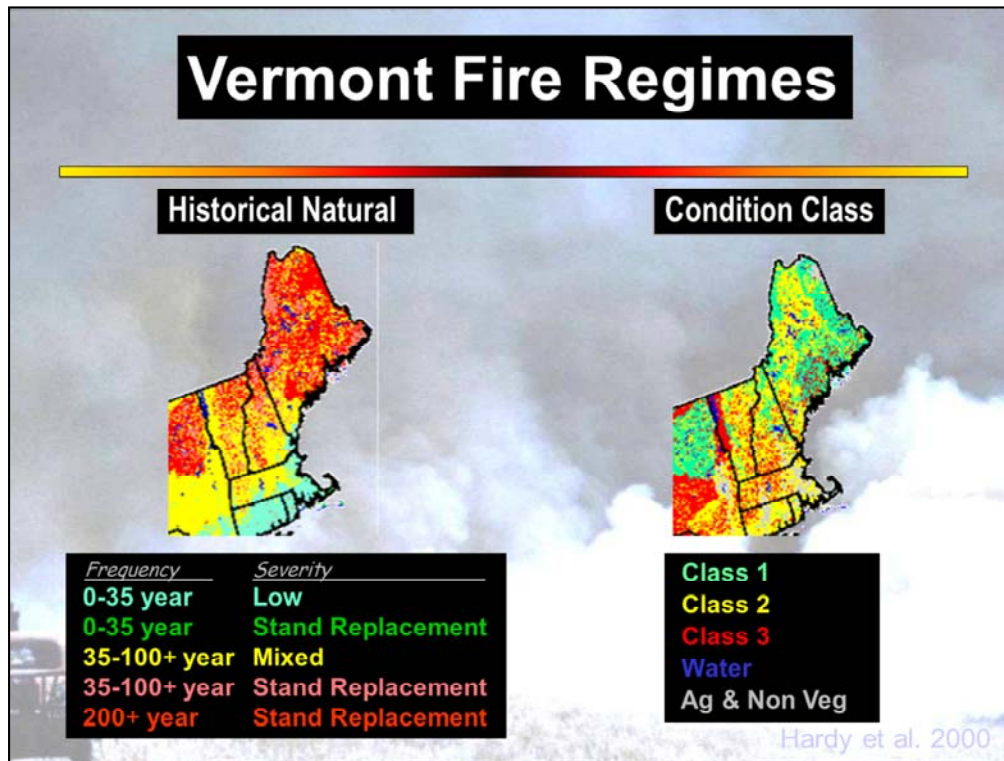 Vermont Fire Regimes
Historical Natural
Condition Class
Frequency Severity
0-35 year Low
0-35 year Stand Replacement
35-100+ year Mixed
35-100+ year Stand Replacement
200+ year Stand Replacement
Class 1
Class 2
Class 3
Water
Ag & Non Veg
Hardy et al. 2000